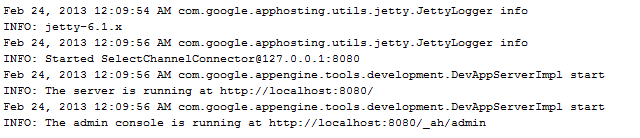 Feb 24, 2013 12:09:54 AM com.google.apphosting.utils.jetty.JettyLogger info
INFO: jetty-6.1.x
Feb 24, 2013 12:09:56 AM com.google.apphosting.utils.jetty.JettyLogger info
INFO: Started SelectChannelConnector@127.0.0.1:8080
Feb 24, 2013 12:09:56 AM com.google.appengine.tools.development.DevAppServerImpl start
INFO: The server is running at http://localhost:8080/
Feb 24, 2013 12:09:56 AM com.google.appengine.tools.development.DevAppServerImpl start
INFO: The admin console is running at http://localhost:8080/_ah/admin